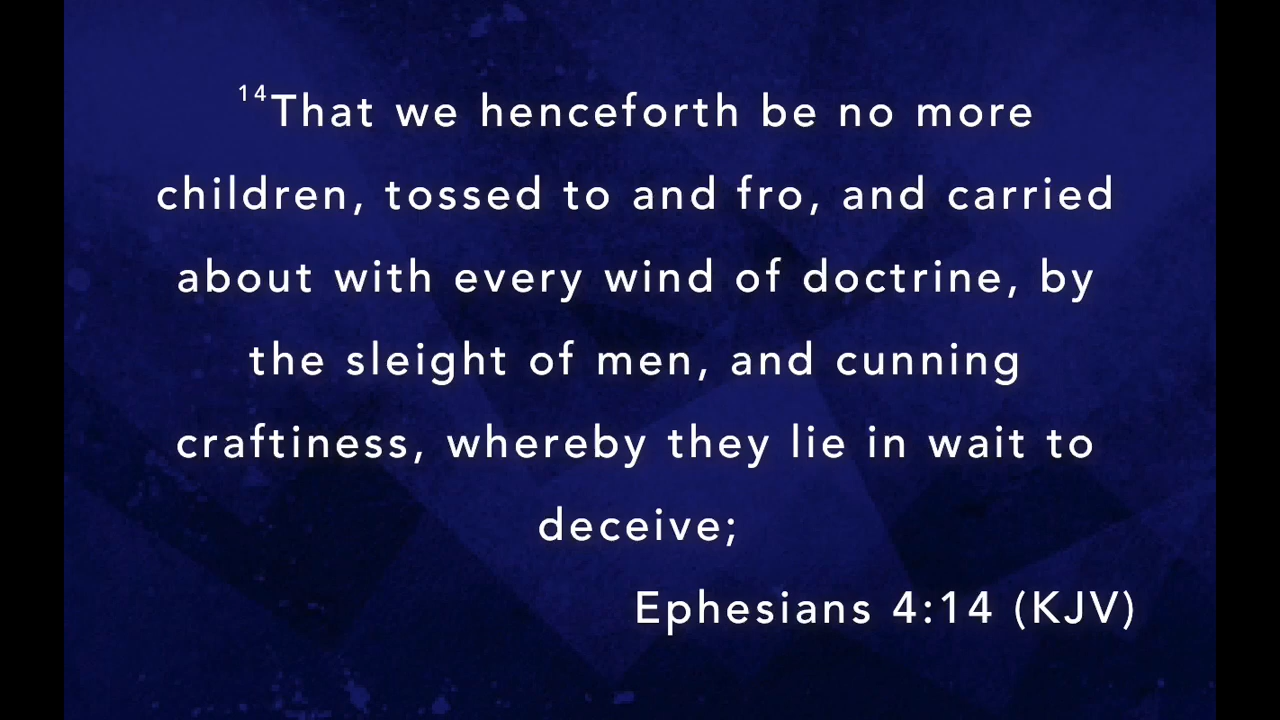 14That we henceforth be no more
children, tossed to and fro, and carried
about with every wind of doctrine, by
the sleight of men, and cunning
craftiness, whereby they lie in wait to
deceive;
Ephesians 4:14 (KJV)